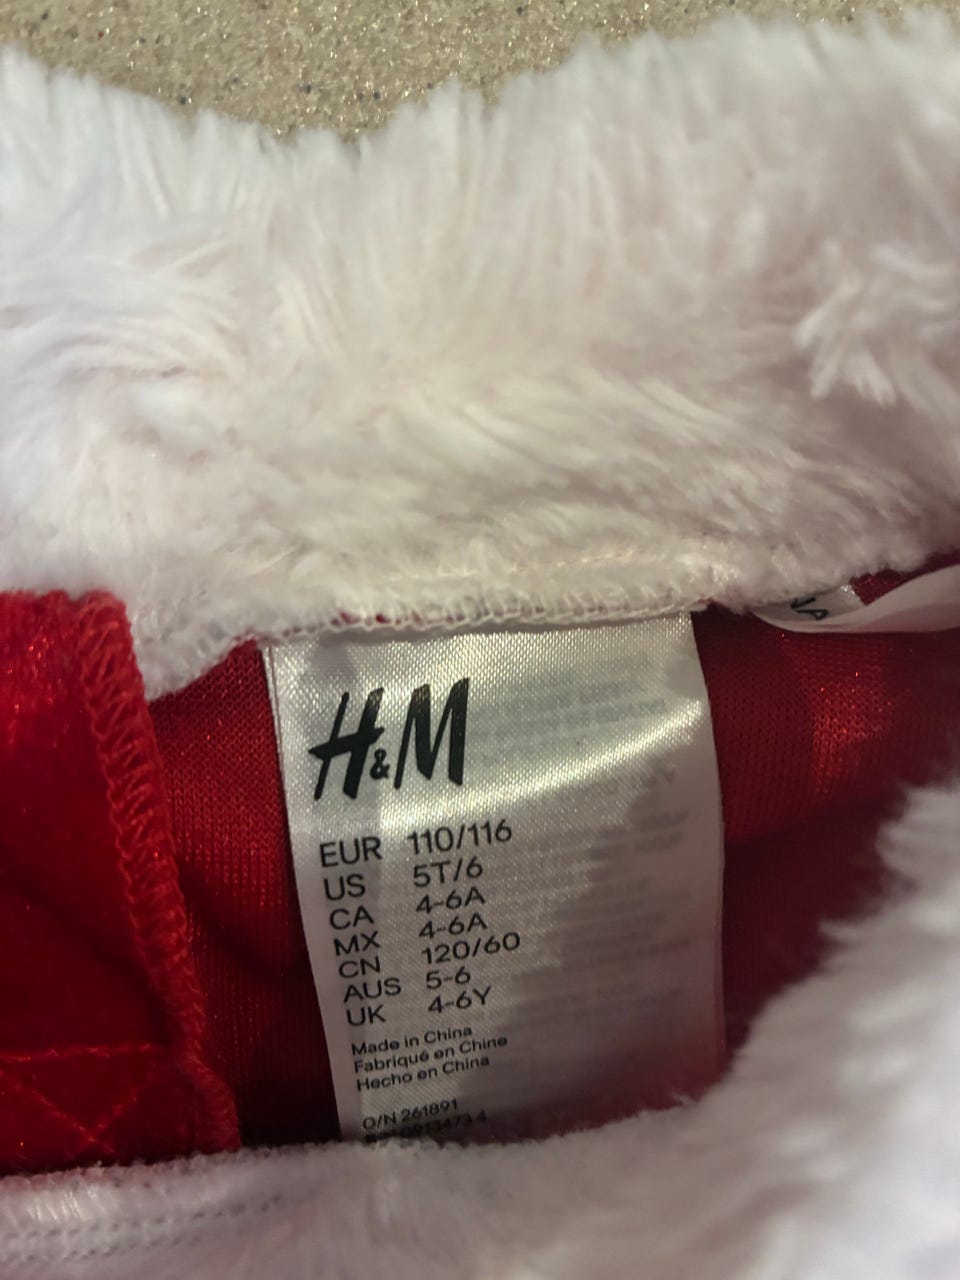 H&M
EUR 110/116
US 5T/6
CA 4-6A
MX 4-6A
CN 120/60
AUS 5-6
UK 4-6Y
Made in China
Fabriqué en Chine
Hecho en China
O/N 261891